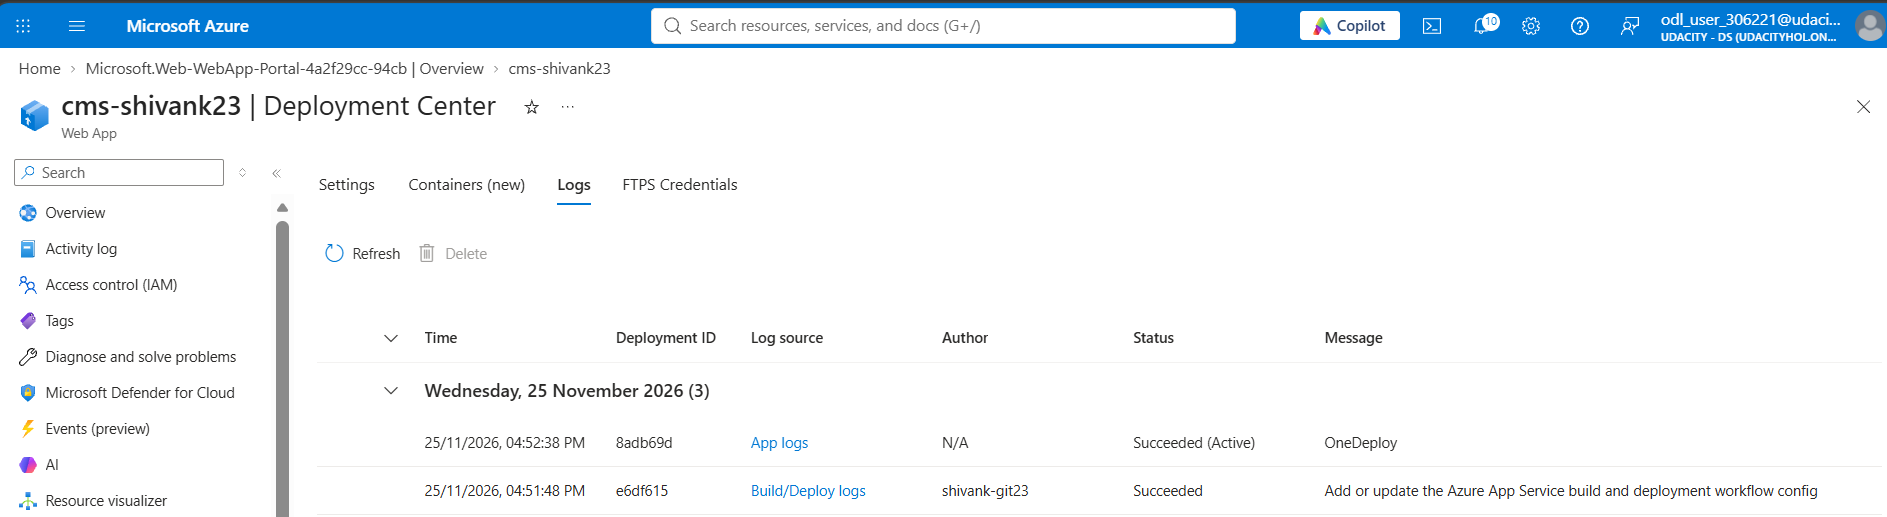 Microsoft Azure
Search resources, services, and docs (G+/)
Copilot
10
odl_user_306221@udaci...
UDACITY - DS (UDACITYHOL.ON...
Home > Microsoft.Web-WebApp-Portal-4a2f29cc-94cb | Overview > cms-shivank23
cms-shivank23 | Deployment Center
Web App
Search
Overview
Activity log
Access control (IAM)
Tags
Diagnose and solve problems
Microsoft Defender for Cloud
Events (preview)
AI
Resource visualizer
Settings Containers (new) Logs FTPS Credentials
Refresh Delete
Time Deployment ID Log source Author Status Message
Wednesday, 25 November 2026 (3)
25/11/2026, 04:52:38 PM 8adb69d App logs N/A Succeeded (Active) OneDeploy
25/11/2026, 04:51:48 PM e6df615 Build/Deploy logs shivank-git23 Succeeded Add or update the Azure App Service build and deployment workflow config